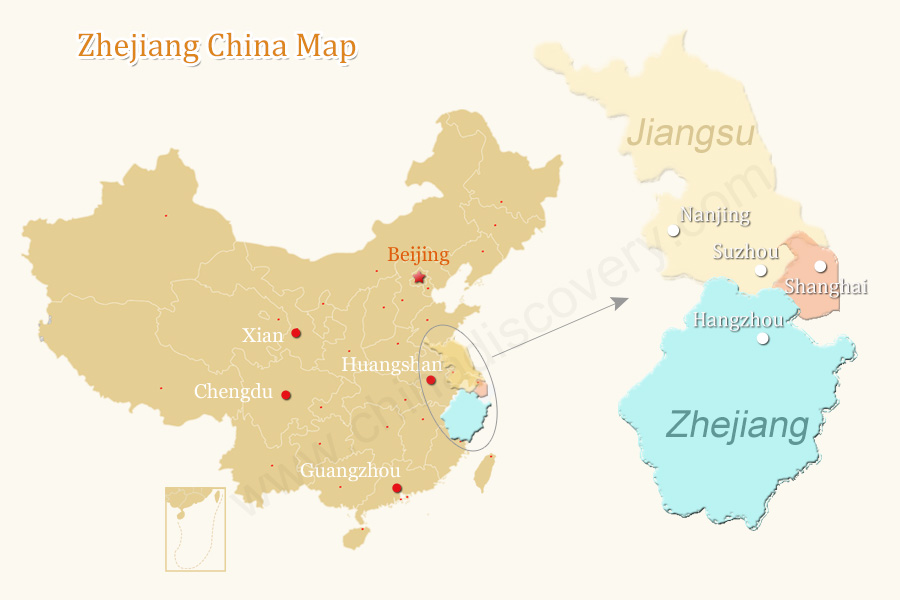 Zhejiang China Map
Jiangsu
Nanjing
Suzhou
Shanghai
Hangzhou
Zhejiang
Beijing
Xian
Huangshan
Chengdu
Guangzhou
www.chinadiscovery.com